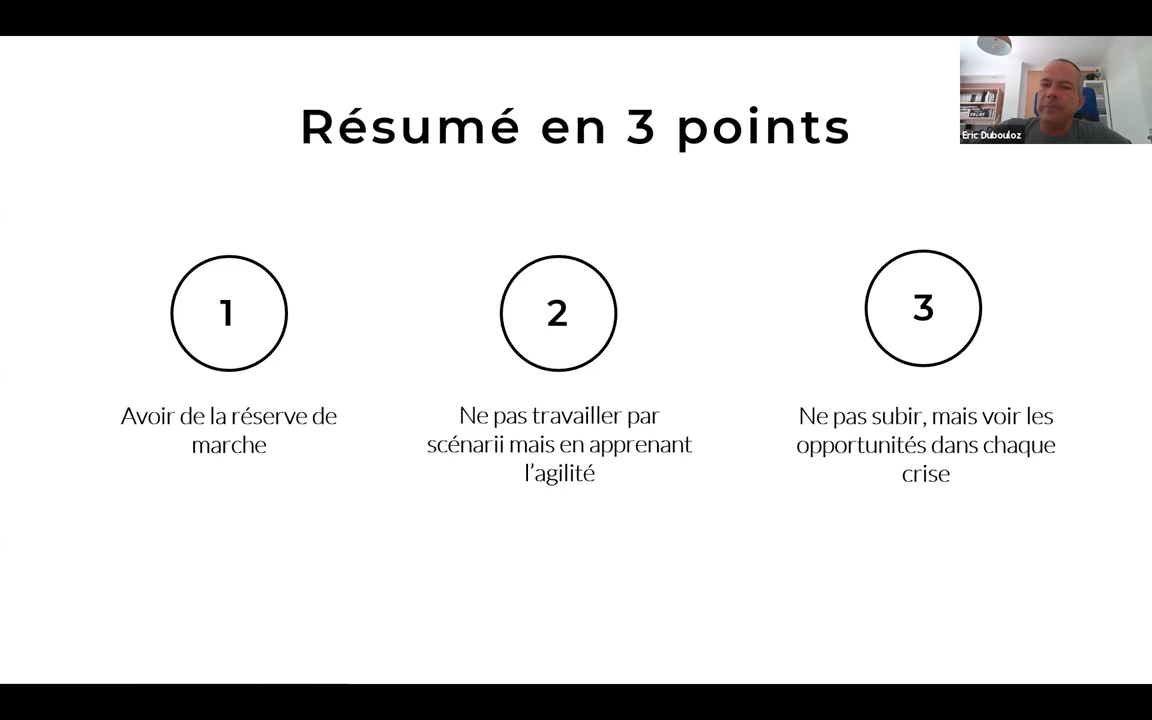 Résumé en 3 points
Eric Dubouloz
1
2
3
Avoir de la réserve de
marche
Ne pas travailler par
scénarii mais en apprenant
l'agilité
Ne pas subir, mais voir les
opportunités dans chaque
crise